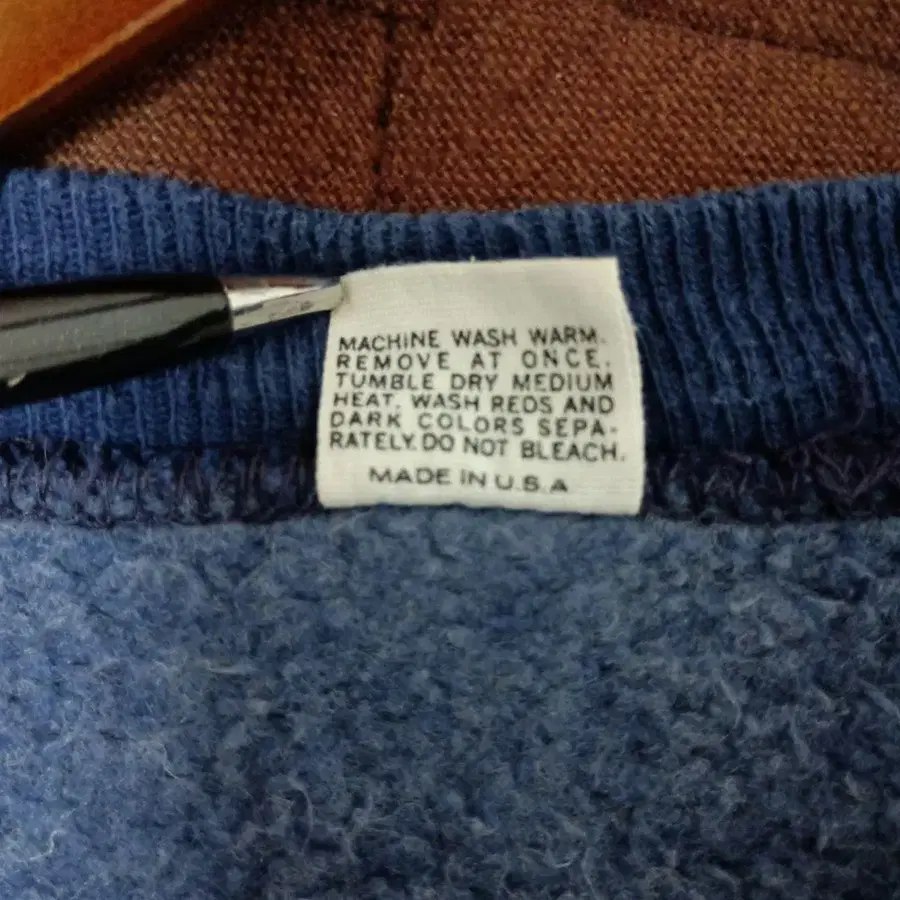 MACHINE WASH WARM.
REMOVE AT ONCE.
TUMBLE DRY MEDIUM
HEAT. WASH REDS AND
DARK COLORS SEPA-
RATELY. DO NOT BLEACH.
MADE IN U.S.A